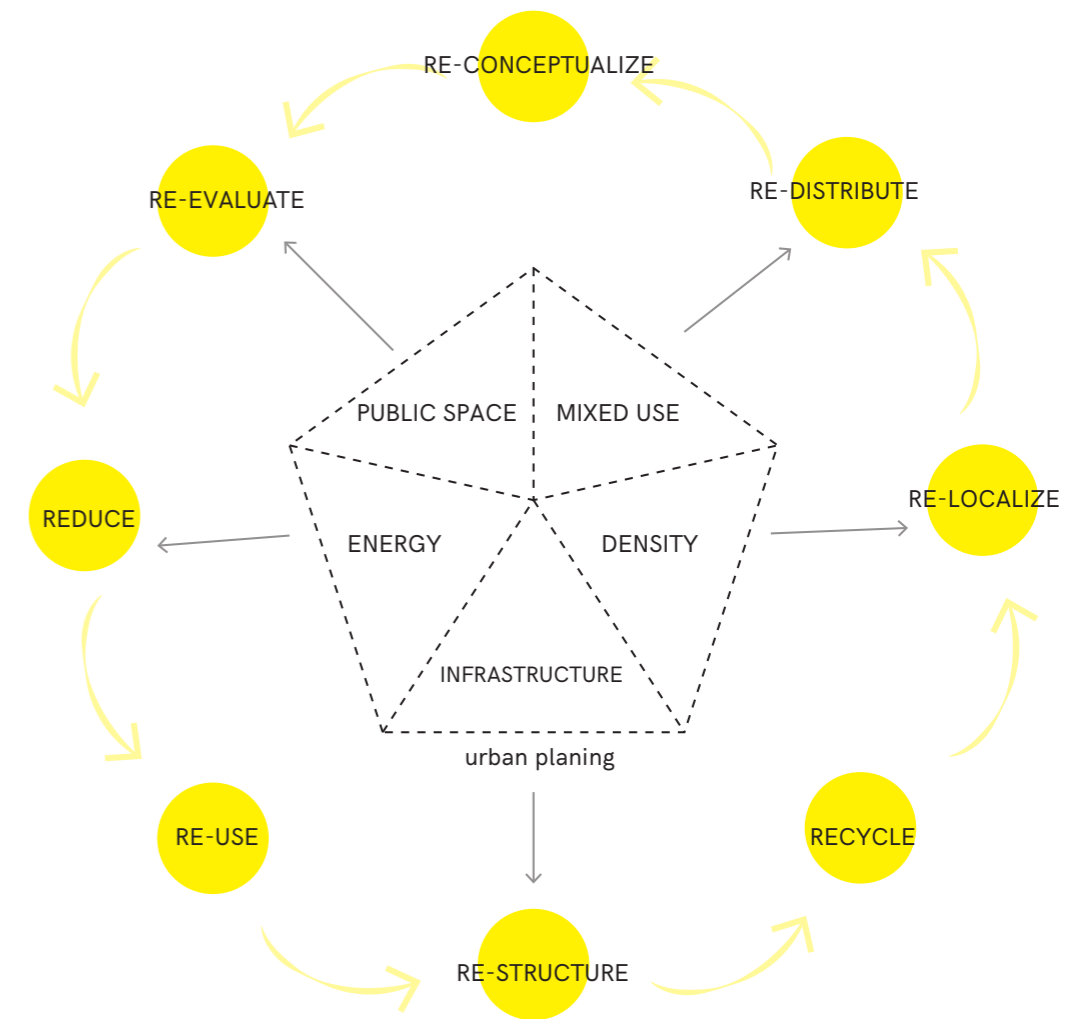 RE-CONCEPTUALIZE
RE-DISTRIBUTE
RE-EVALUATE
PUBLIC SPACE
MIXED USE
RE-LOCALIZE
REDUCE
ENERGY
DENSITY
INFRASTRUCTURE
urban planing
RE-USE
RECYCLE
RE-STRUCTURE